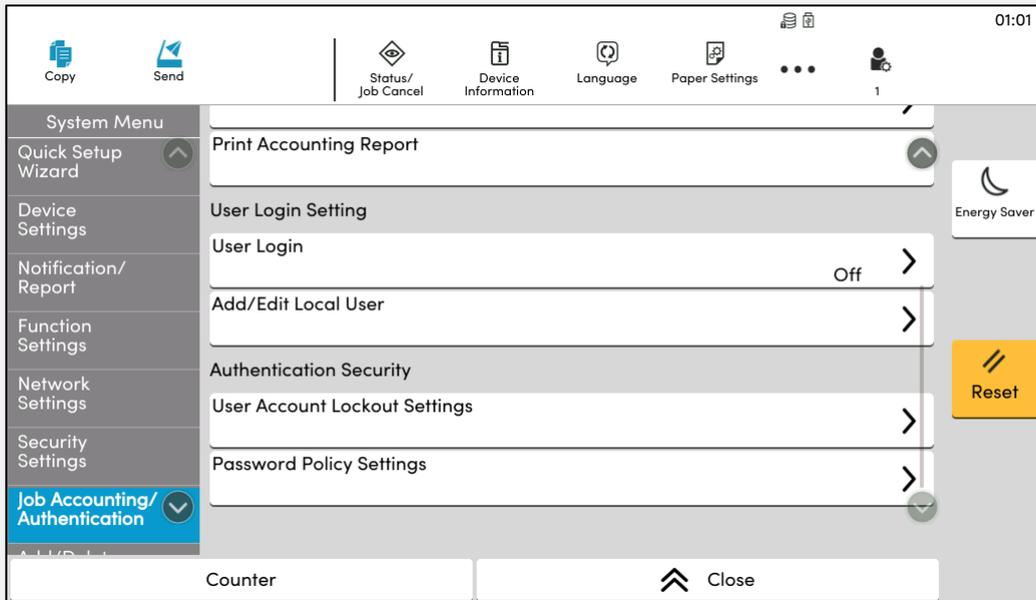 01:01
Copy
Send
Status/
Job Cancel
Device
Information
Language
Paper Settings
1
System Menu
Quick Setup
Wizard
Device
Settings
Notification/
Report
Function
Settings
Network
Settings
Security
Settings
Job Accounting/
Authentication
Print Accounting Report
User Login Setting
User Login
Off
Add/Edit Local User
Authentication Security
User Account Lockout Settings
Password Policy Settings
Energy Saver
Reset
Counter
Close